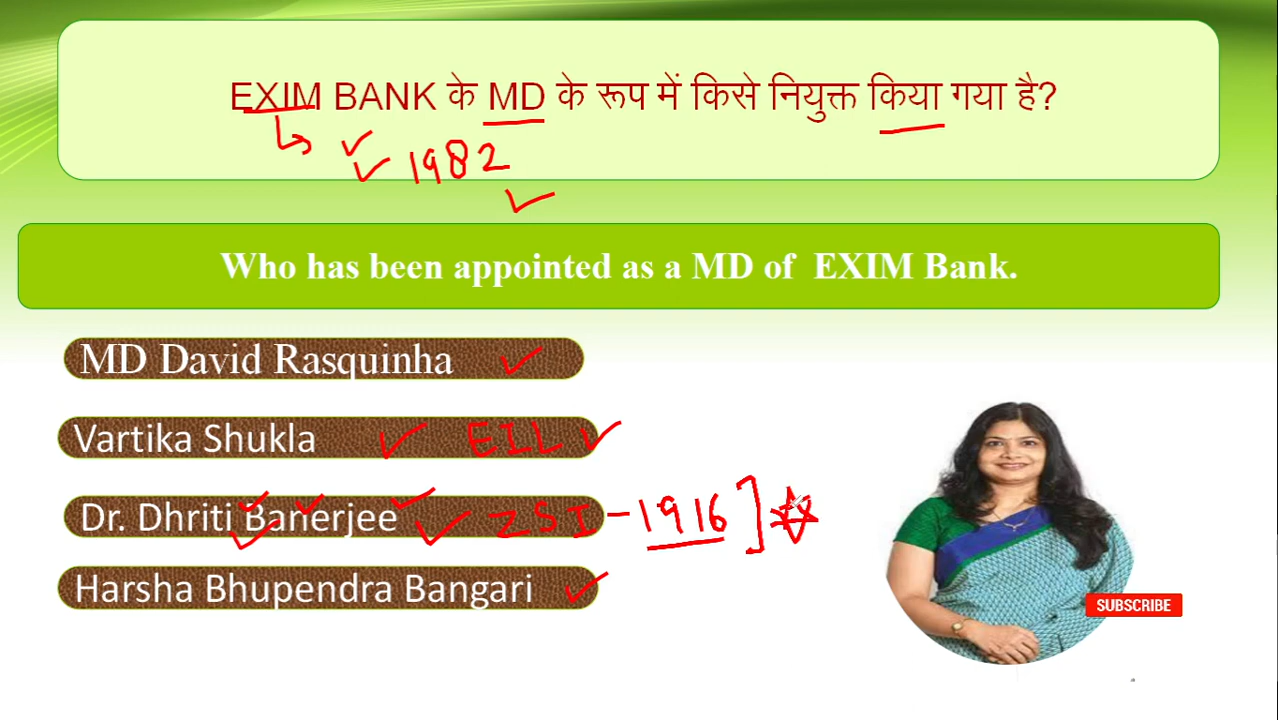 EXIM BANK के MD के रूप में किसे नियुक्त किया गया है?
1982
Who has been appointed as a MD of EXIM Bank.
MD David Rasquinha
Vartika Shukla EIL
Dr. Dhriti Banerjee ZSI - 1916]
Harsha Bhupendra Bangari
SUBSCRIBE